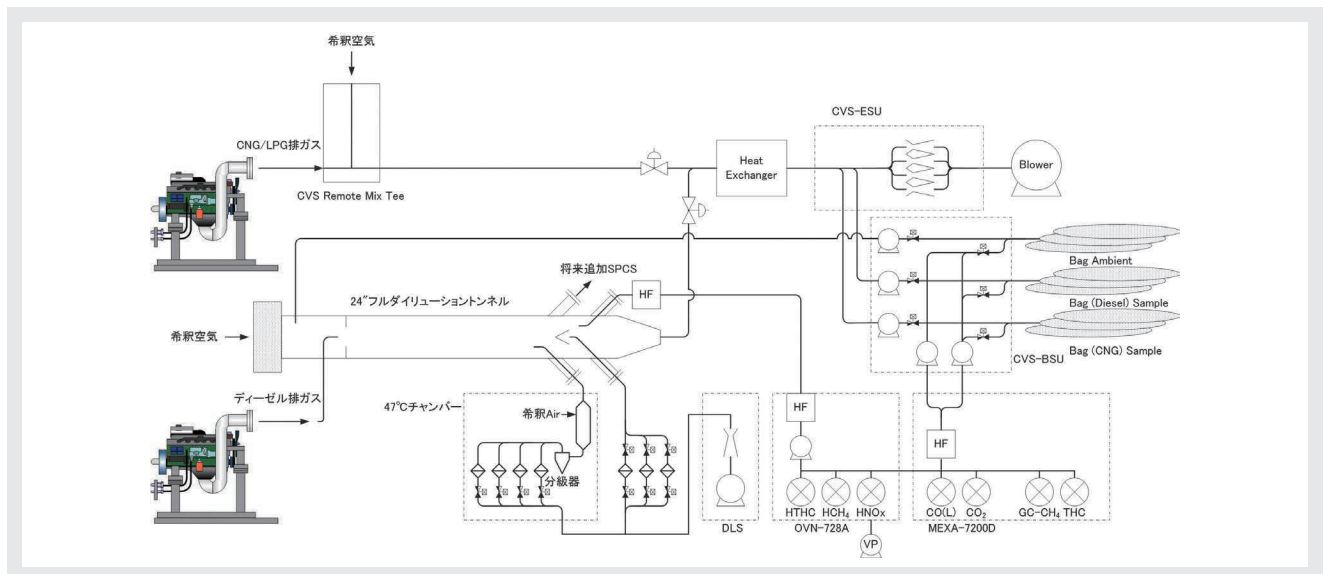 希釈空気
CNG/LPG排ガス
CVS Remote Mix Tee
Heat
Exchanger
CVS-ESU
Blower
Bag Ambient
Bag (Diesel) Sample
Bag (CNG) Sample
CVS-BSU
将来追加SPCS
HF
24"フルダイリューショントンネル
希釈空気
ディーゼル排ガス
47℃チャンバー
希釈Air
分級器
DLS
HF
HTHC
HCH₄
HNOx
OVN-728A
VP
HF
CO(L)
CO₂
GC-CH₄
THC
MEXA-7200D